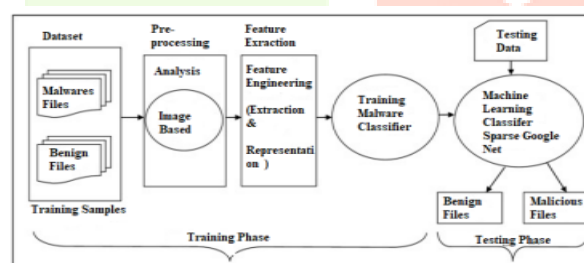 Dataset
Malwares
Files
Benign
Files
Training Samples
Pre-
processing
Analysis
Image
Based
Feature
Exraction
Feature
Engineering
(Extraction
&
Representati
on )
Training
Malware
Classifier
Testing
Data
Machine
Learning
Classifer
Sparse Google
Net
Benign
Files
Malicious
Files
Training Phase
Testing Phase